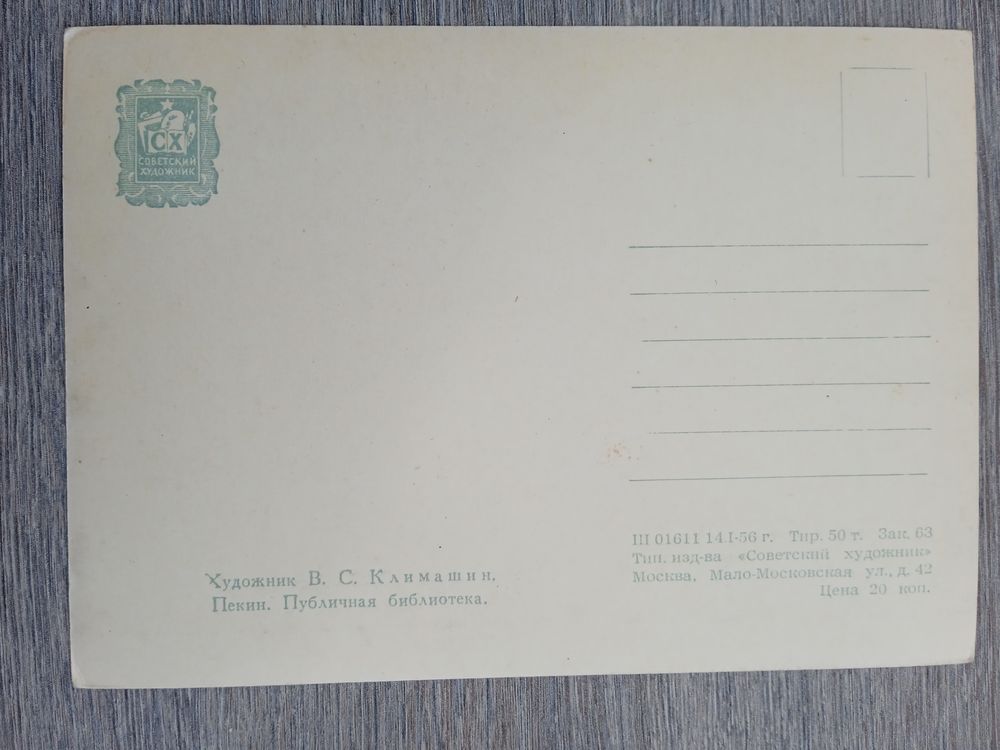 СХ
СОВЕТСКИЙ
ХУДОЖНИК
Художник В. С. Климашин.
Пекин. Публичная библиотека.
Ш 01611 14.I-56 г. Тир. 50 т. Зак. 63
Тип. изд-ва «Советский художник»
Москва, Мало-Московская ул., д. 42
Цена 20 коп.